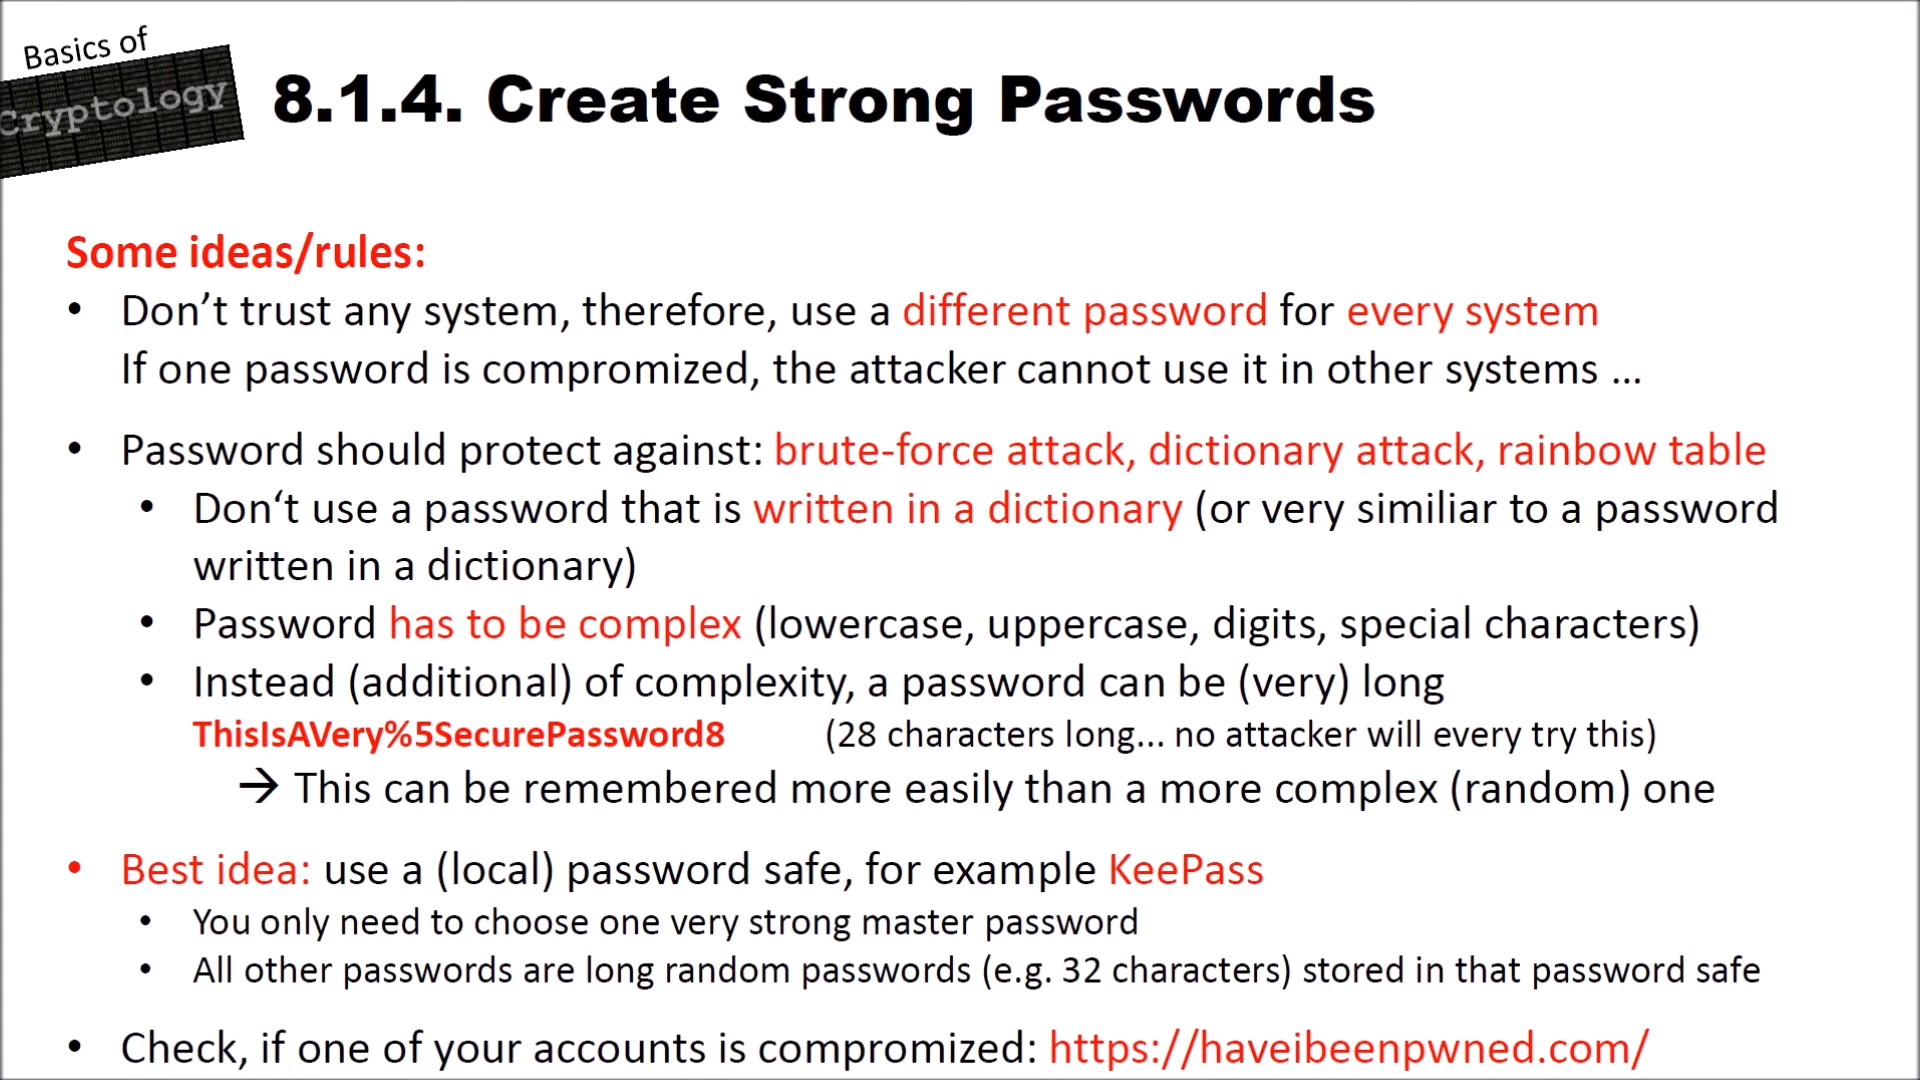 Basics of
Cryptology
8.1.4. Create Strong Passwords
Some ideas/rules:
• Don’t trust any system, therefore, use a different password for every system
If one password is compromized, the attacker cannot use it in other systems ...
• Password should protect against: brute-force attack, dictionary attack, rainbow table
• Don‘t use a password that is written in a dictionary (or very similiar to a password
written in a dictionary)
• Password has to be complex (lowercase, uppercase, digits, special characters)
• Instead (additional) of complexity, a password can be (very) long
ThisIsAVery%5SecurePassword8 (28 characters long... no attacker will every try this)
→ This can be remembered more easily than a more complex (random) one
• Best idea: use a (local) password safe, for example KeePass
• You only need to choose one very strong master password
• All other passwords are long random passwords (e.g. 32 characters) stored in that password safe
• Check, if one of your accounts is compromized: https://haveibeenpwned.com/